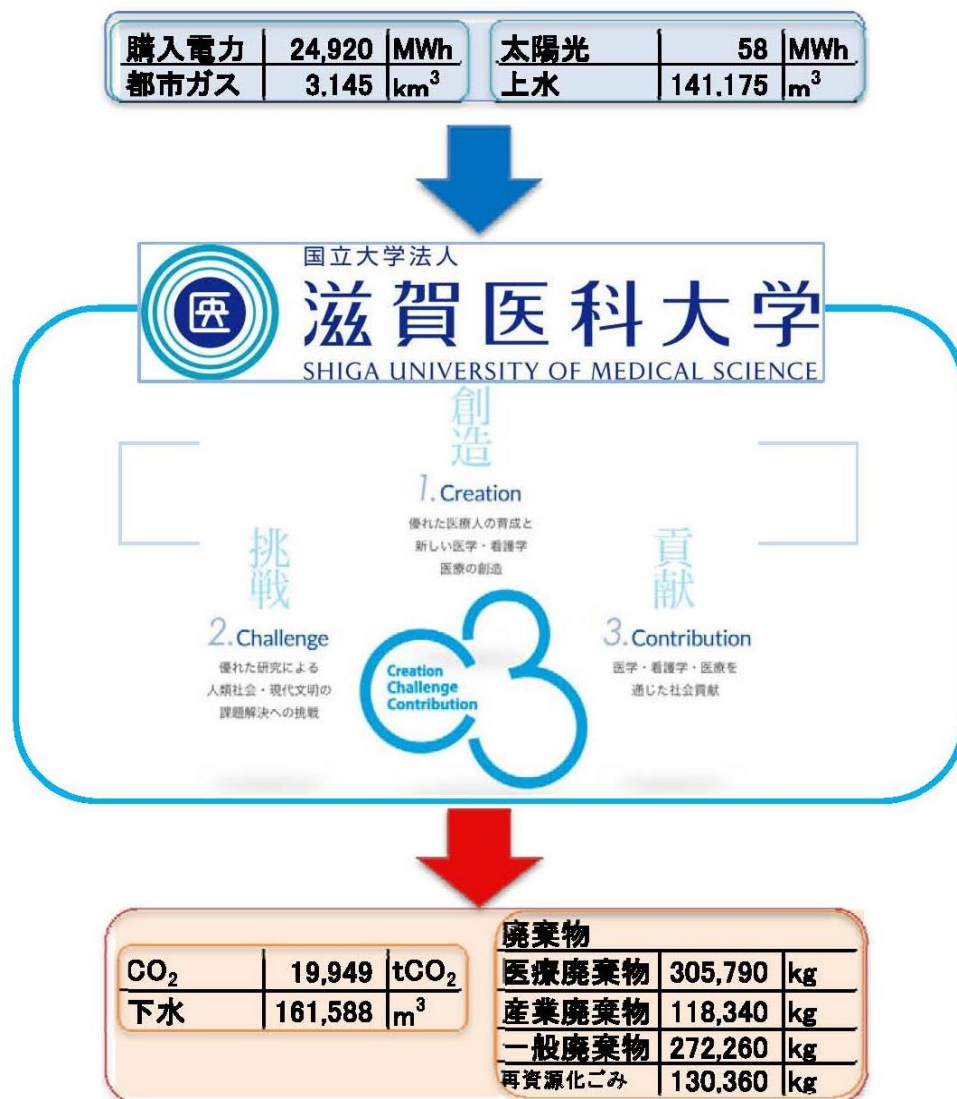 購入電力 24,920 MWh
都市ガス 3,145 km³
太陽光 58 MWh
上水 141,175 m³
国立大学法人
滋賀医科大学
SHIGA UNIVERSITY OF MEDICAL SCIENCE
創造
1.Creation
優れた医療人の育成と
新しい医学・看護学
医療の創造
挑戦
2.Challenge
優れた研究による
人類社会・現代文明の
課題解決への挑戦
Creation
Challenge
Contribution
貢献
3.Contribution
医学・看護学・医療を
通じた社会貢献
CO₂ 19,949 tCO₂
下水 161,588 m³
廃棄物
医療廃棄物 305,790 kg
産業廃棄物 118,340 kg
一般廃棄物 272,260 kg
再資源化ごみ 130,360 kg